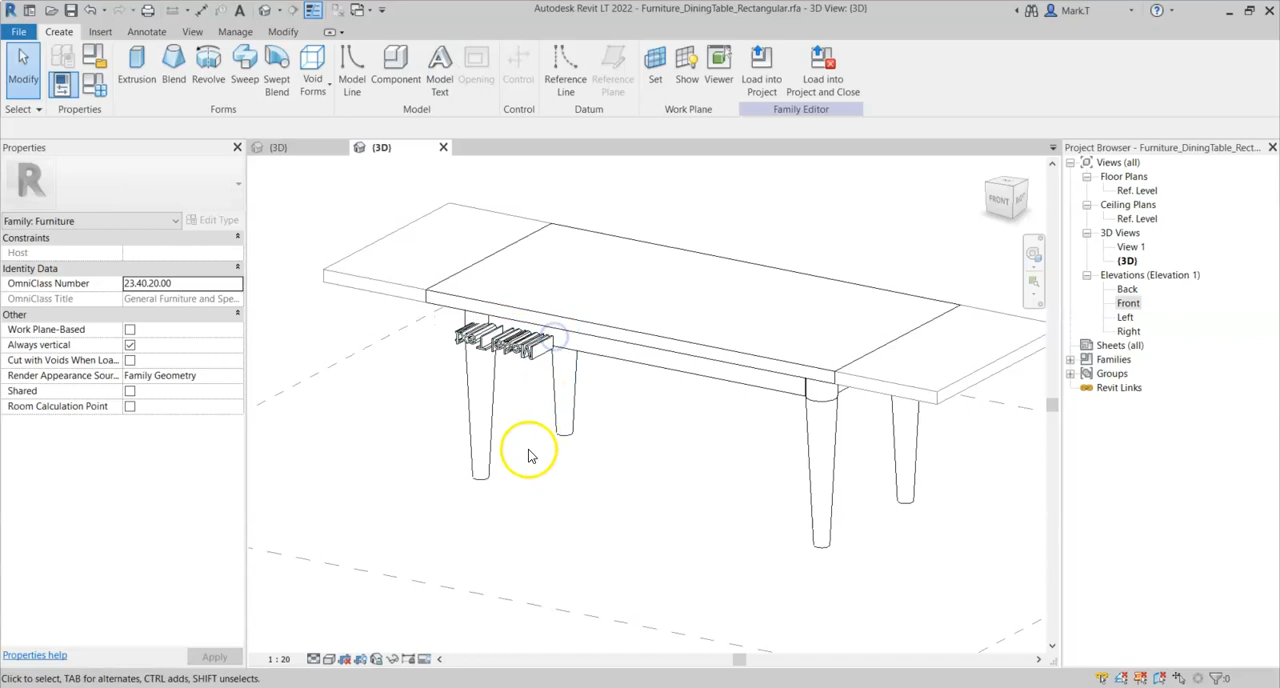 Autodesk Revit LT 2022 - Furniture_DiningTable_Rectangular.rfa - 3D View: {3D}
Mark.T
File Create Insert Annotate View Manage Modify
Modify Extrusion Blend Revolve Sweep Swept Blend Void Forms Model Line Component Model Text Opening Control Reference Line Reference Plane Set Show Viewer Load into Project Load into Project and Close
Select Properties Forms Model Control Datum Work Plane Family Editor
Properties
{3D} {3D}
Project Browser - Furniture_DiningTable_Rect...
Family: Furniture Edit Type
Constraints
Host
Identity Data
OmniClass Number 23.40.20.00
OmniClass Title General Furniture and Spe...
Other
Work Plane-Based
Always vertical
Cut with Voids When Loa...
Render Appearance Sour... Family Geometry
Shared
Room Calculation Point
Properties help Apply
FRONT
Views (all)
Floor Plans
Ref. Level
Ceiling Plans
Ref. Level
3D Views
View 1
{3D}
Elevations (Elevation 1)
Back
Front
Left
Right
Sheets (all)
Families
Groups
Revit Links
1 : 20
Click to select, TAB for alternates, CTRL adds, SHIFT unselects.
:0